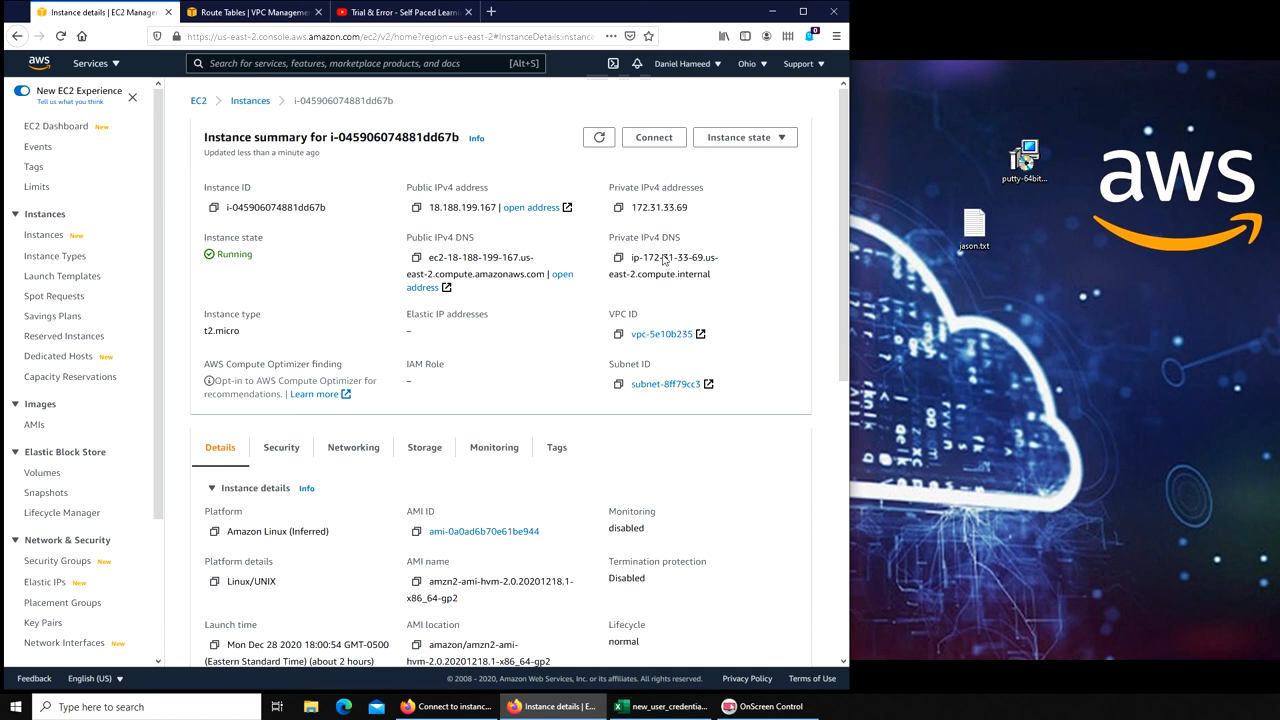 Instance details | EC2 Manage
Route Tables | VPC Managemen
Trial & Error - Self Paced Learni
https://us-east-2.console.aws.amazon.com/ec2/v2/home?region=us-east-2#InstanceDetails:instance
0
aws
Services
Search for services, features, marketplace products, and docs
[Alt+S]
Daniel Hameed
Ohio
Support
New EC2 Experience
Tell us what you think
EC2 Dashboard New
Events
Tags
Limits
Instances
Instances New
Instance Types
Launch Templates
Spot Requests
Savings Plans
Reserved Instances
Dedicated Hosts New
Capacity Reservations
Images
AMIs
Elastic Block Store
Volumes
Snapshots
Lifecycle Manager
Network & Security
Security Groups New
Elastic IPs New
Placement Groups
Key Pairs
Network Interfaces New
EC2 > Instances > i-045906074881dd67b
Instance summary for i-045906074881dd67b Info
Updated less than a minute ago
Connect
Instance state
Instance ID
i-045906074881dd67b
Public IPv4 address
18.188.199.167 | open address
Private IPv4 addresses
172.31.33.69
Instance state
Running
Public IPv4 DNS
ec2-18-188-199-167.us-
east-2.compute.amazonaws.com | open
address
Private IPv4 DNS
ip-172-31-33-69.us-
east-2.compute.internal
Instance type
t2.micro
Elastic IP addresses
–
VPC ID
vpc-5e10b235
AWS Compute Optimizer finding
Opt-in to AWS Compute Optimizer for
recommendations. | Learn more
IAM Role
–
Subnet ID
subnet-8ff79cc3
Details
Security
Networking
Storage
Monitoring
Tags
Instance details Info
Platform
Amazon Linux (Inferred)
AMI ID
ami-0a0ad6b70e61be944
Monitoring
disabled
Platform details
Linux/UNIX
AMI name
amzn2-ami-hvm-2.0.20201218.1-
x86_64-gp2
Termination protection
Disabled
Launch time
Mon Dec 28 2020 18:00:54 GMT-0500
(Eastern Standard Time) (about 2 hours)
AMI location
amazon/amzn2-ami-
hvm-2.0.20201218.1-x86_64-gp2
Lifecycle
normal
Feedback
English (US)
© 2008 - 2020, Amazon Web Services, Inc. or its affiliates. All rights reserved.
Privacy Policy
Terms of Use
putty-64bit...
jason.txt
aws
Type here to search
Connect to instanc...
Instance details | E...
new_user_credentia...
OnScreen Control